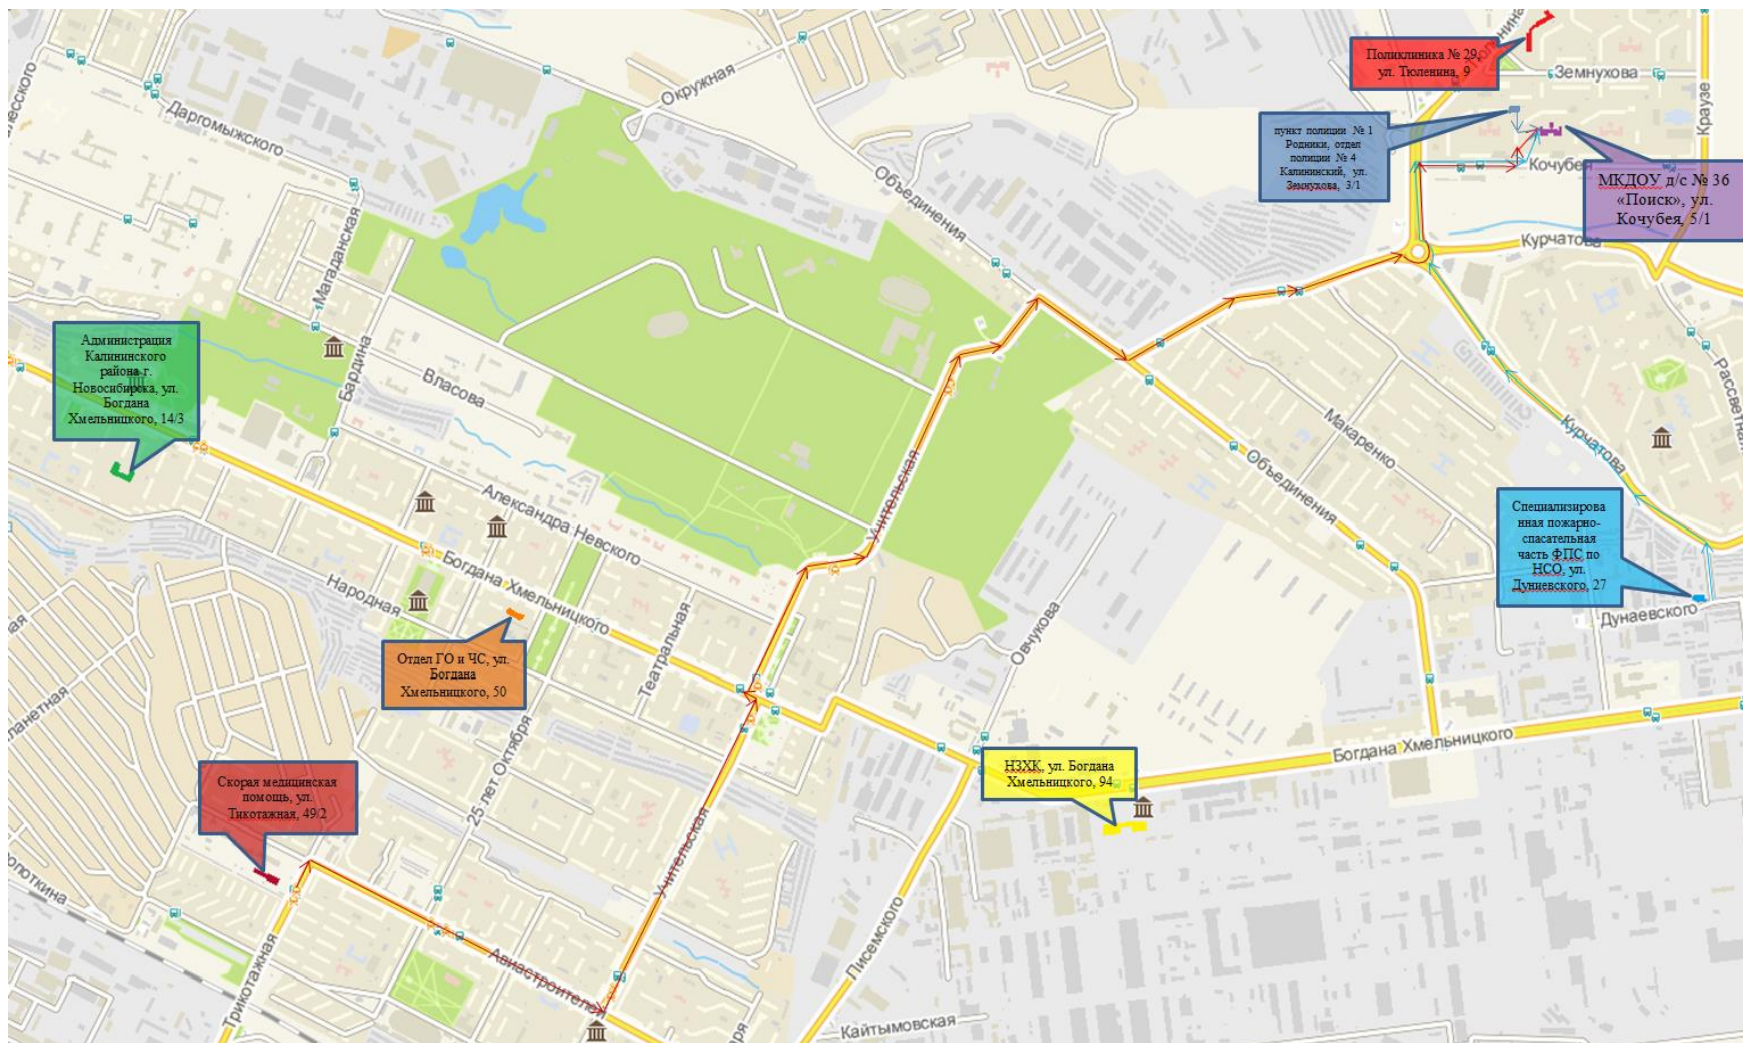 Поликлиника № 29,
ул. Тюленина, 9
Земнухова
Краузе
пункт полиции № 1
Родники, отдел
полиции № 4
Калининский, ул.
Земнухова, 3/1
Кочубея
МКДОУ д/с № 36
«Поиск», ул.
Кочубея, 5/1
Окружная
Даргомыжского
Объединения
Курчатова
Магаданская
Бардина
Власова
Администрация
Калининского
района г.
Новосибирска, ул.
Богдана
Хмельницкого, 14/3
Рассветная
Макаренко
Курчатова
Учительская
Объединения
Александра Невского
Специализирова
нная пожарно-
спасательная
часть ФПС по
НСО, ул.
Дуниевского, 27
Богдана Хмельницкого
Народная
Дунаевского
Театральная
Овчукова
Отдел ГО и ЧС, ул.
Богдана
Хмельницкого, 50
25 лет Октября
Богдана Хмельницкого
НЗХК, ул. Богдана
Хмельницкого, 94
Скорая медицинская
помощь, ул.
Тикотажная, 49/2
Учительская
Писемского
Авиастроителей
Трикотажная
Кайтымовская